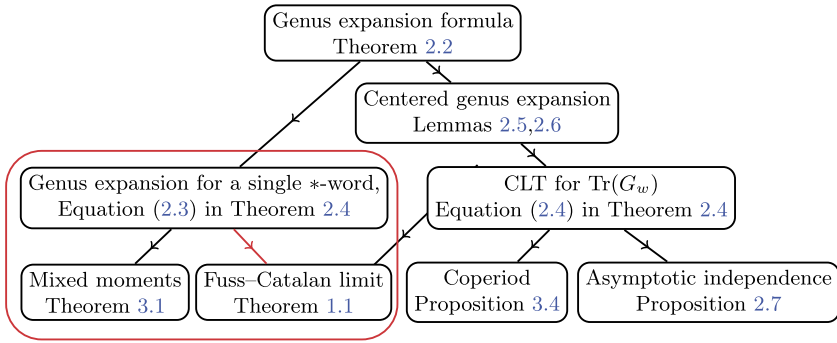 Genus expansion formula
Theorem 2.2
Centered genus expansion
Lemmas 2.5,2.6
Genus expansion for a single ∗-word,
Equation (2.3) in Theorem 2.4
CLT for Tr(G_w)
Equation (2.4) in Theorem 2.4
Mixed moments
Theorem 3.1
Fuss–Catalan limit
Theorem 1.1
Coperiod
Proposition 3.4
Asymptotic independence
Proposition 2.7